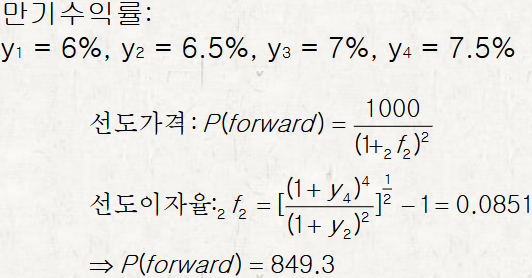 만기수익률:
y₁ = 6%, y₂ = 6.5%, y₃ = 7%, y₄ = 7.5%
선도가격 : P(forward) = 1000 / (1+₂f₂)²
선도이자율:₂f₂ = [(1 + y₄)⁴ / (1 + y₂)²]^(1/2) − 1 = 0.0851
⇒ P(forward) = 849.3